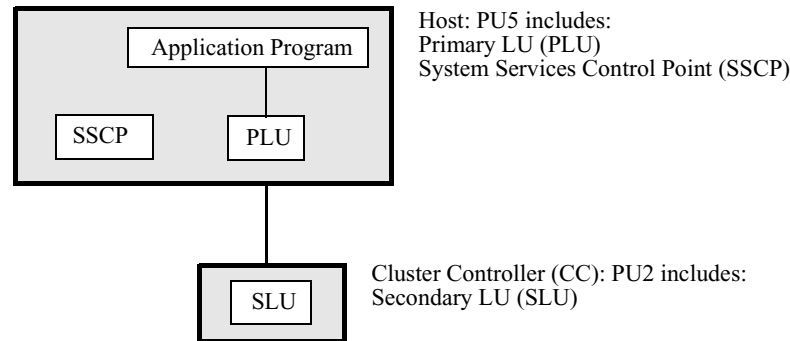 Host: PU5 includes:
Primary LU (PLU)
System Services Control Point (SSCP)
Application Program
SSCP
PLU
Cluster Controller (CC): PU2 includes:
Secondary LU (SLU)
SLU